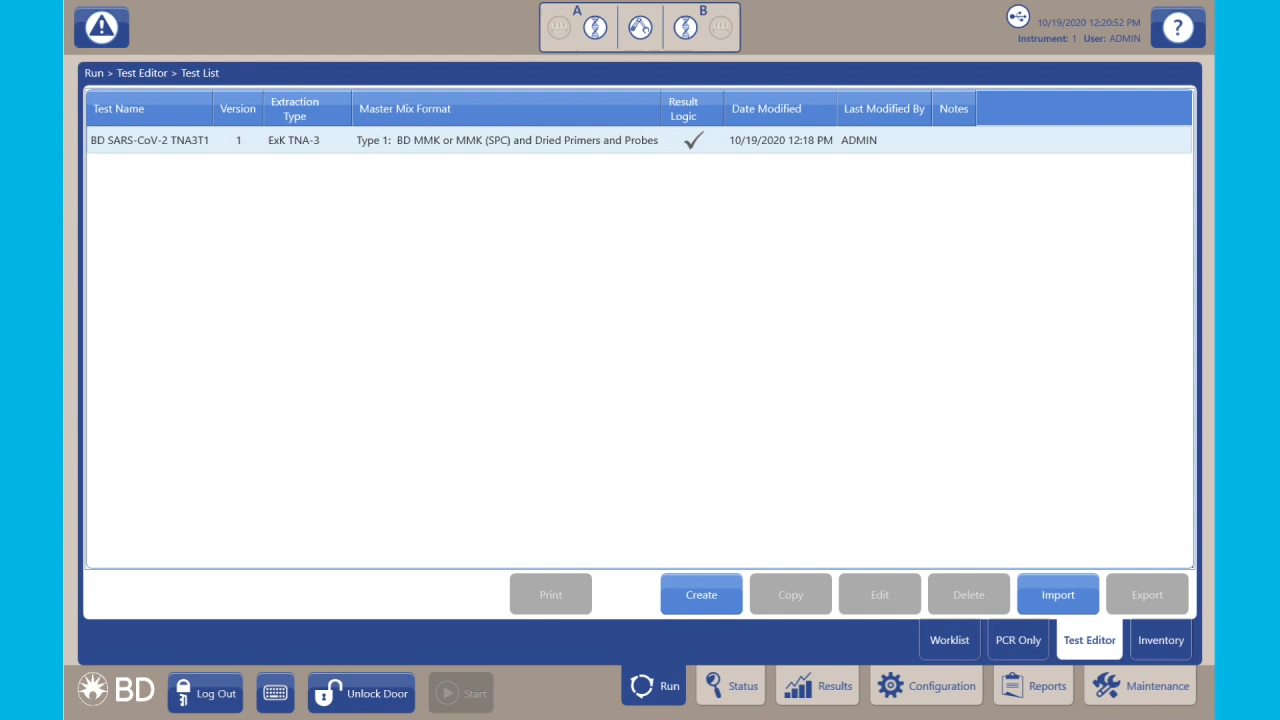 A B
10/19/2020 12:20:52 PM
Instrument: 1 User: ADMIN
?
Run > Test Editor > Test List
Test Name Version Extraction Type Master Mix Format Result Logic Date Modified Last Modified By Notes
BD SARS-CoV-2 TNA3T1 1 ExK TNA-3 Type 1: BD MMK or MMK (SPC) and Dried Primers and Probes 10/19/2020 12:18 PM ADMIN
Print Create Copy Edit Delete Import Export
Worklist PCR Only Test Editor Inventory
BD Log Out Unlock Door Start Run Status Results Configuration Reports Maintenance